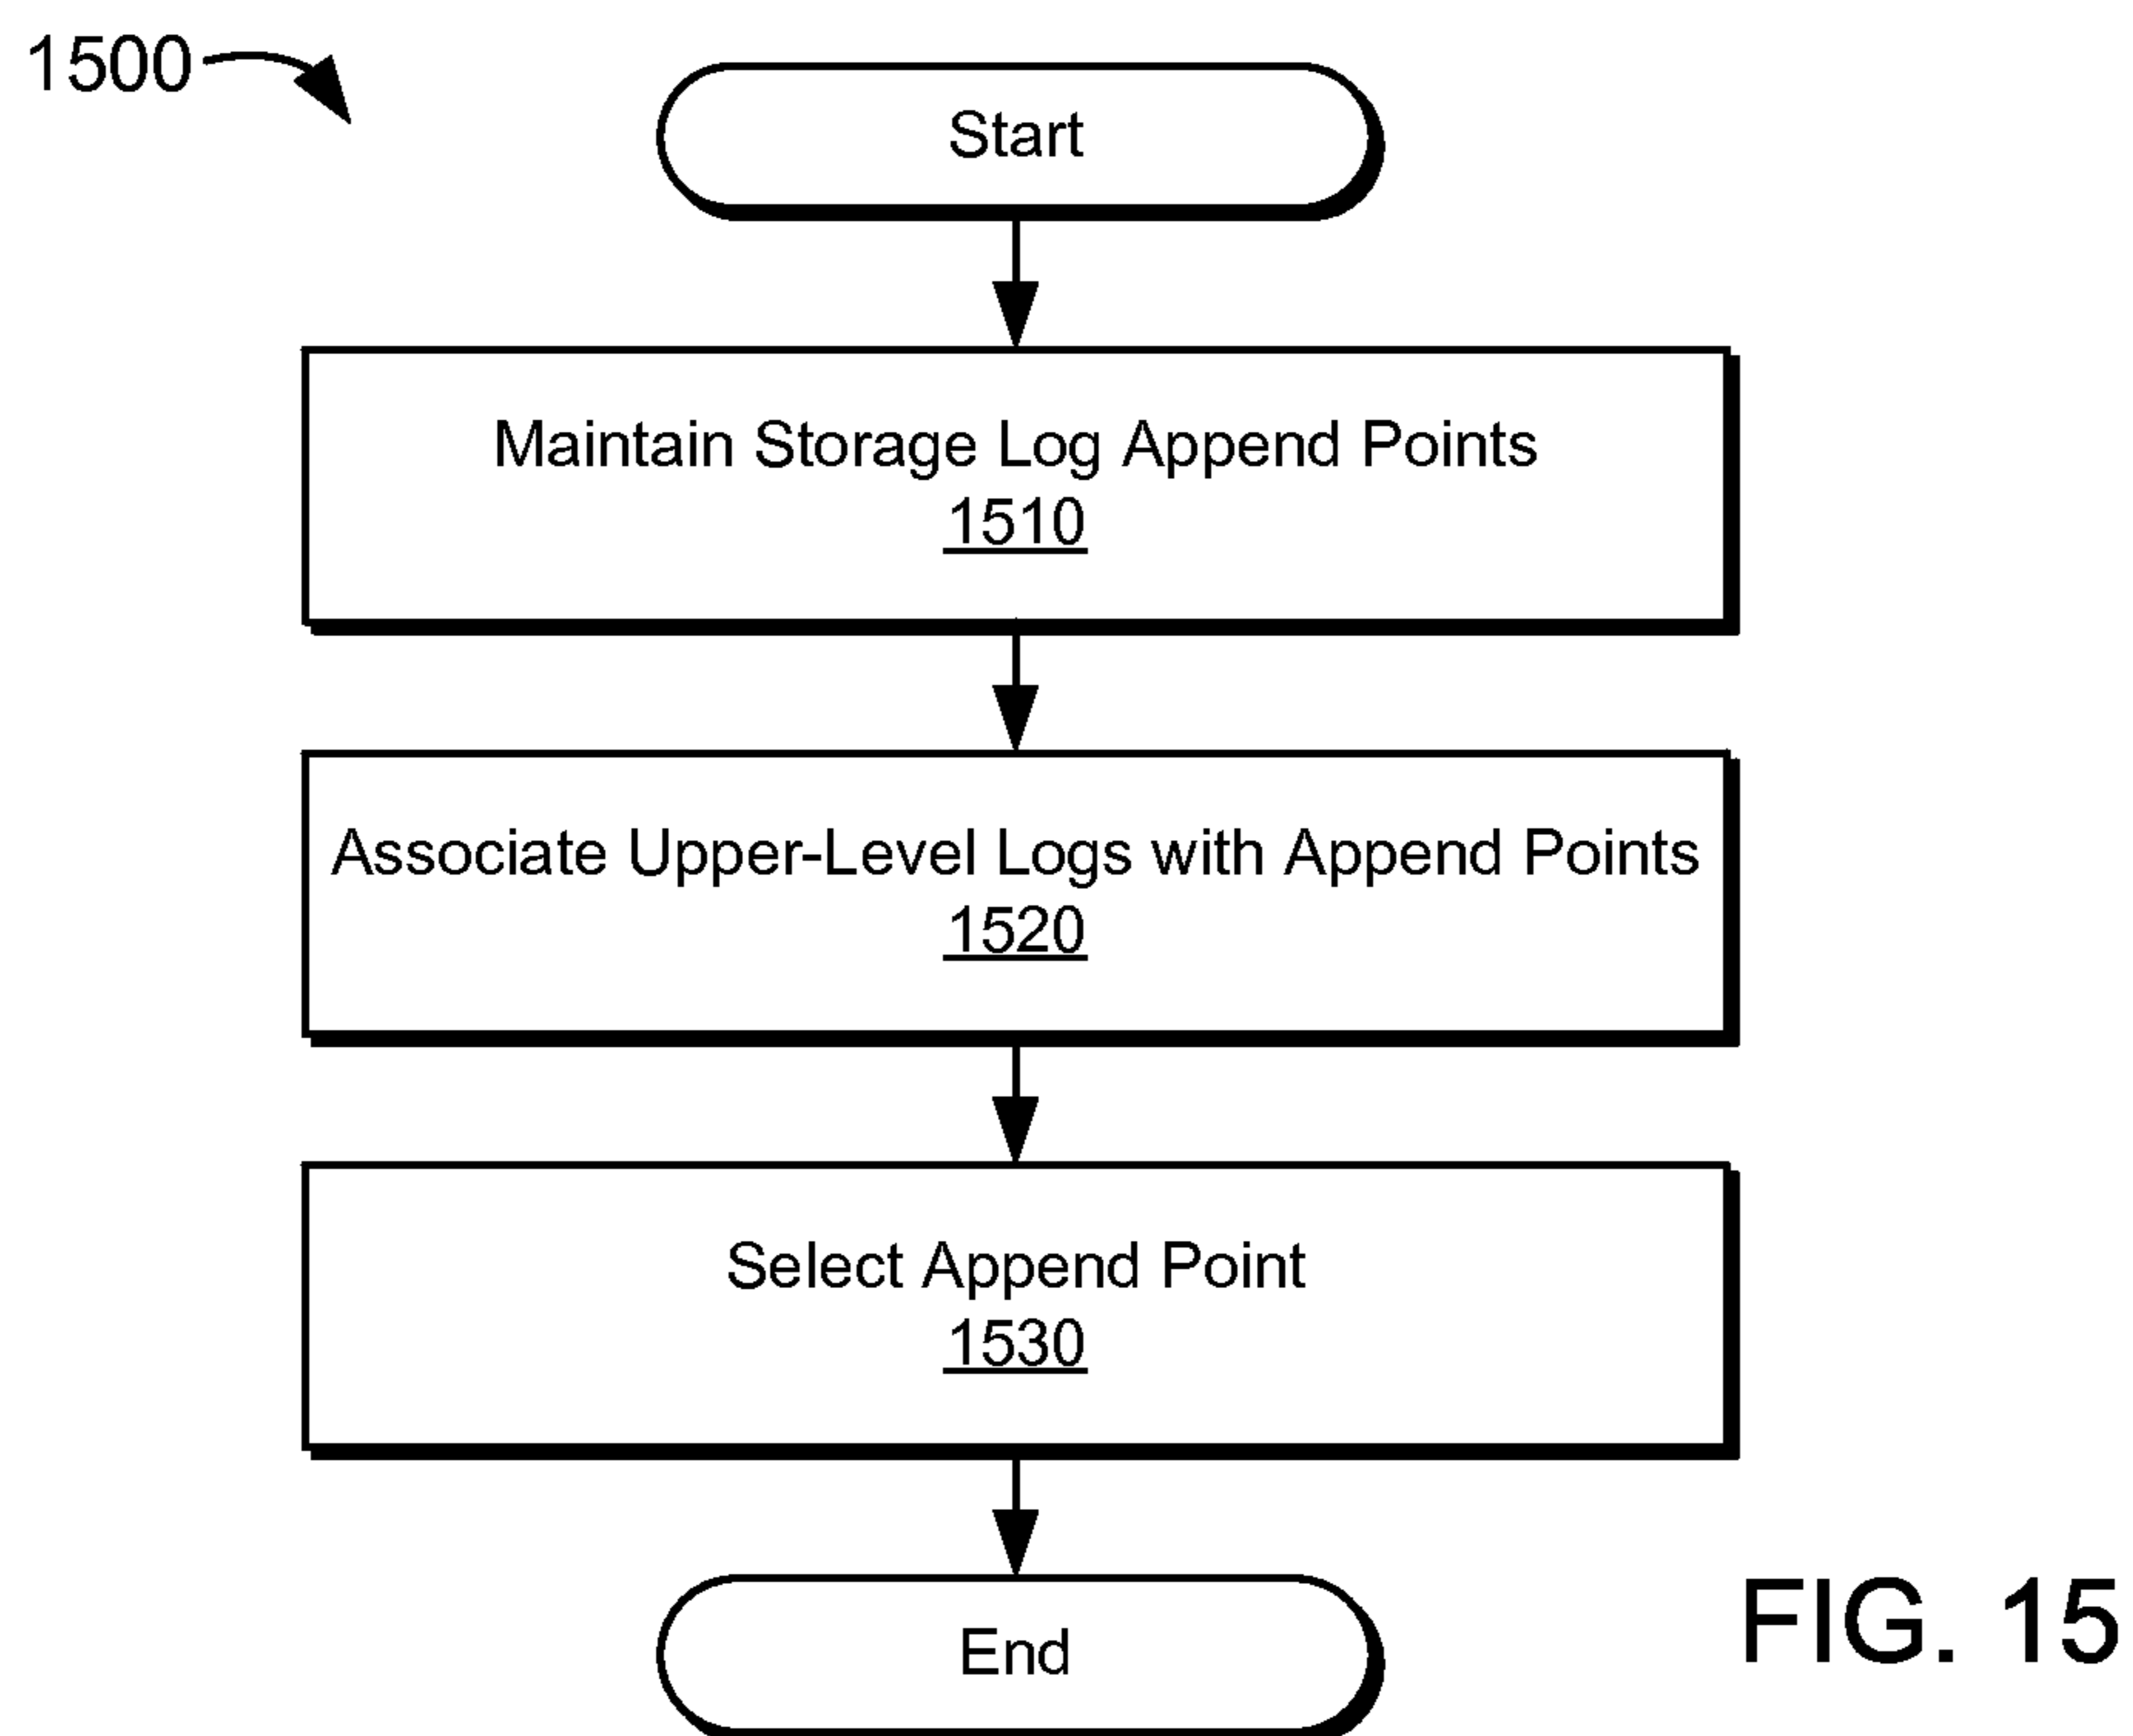 1500
Start
Maintain Storage Log Append Points
1510
Associate Upper-Level Logs with Append Points
1520
Select Append Point
1530
End
FIG. 15